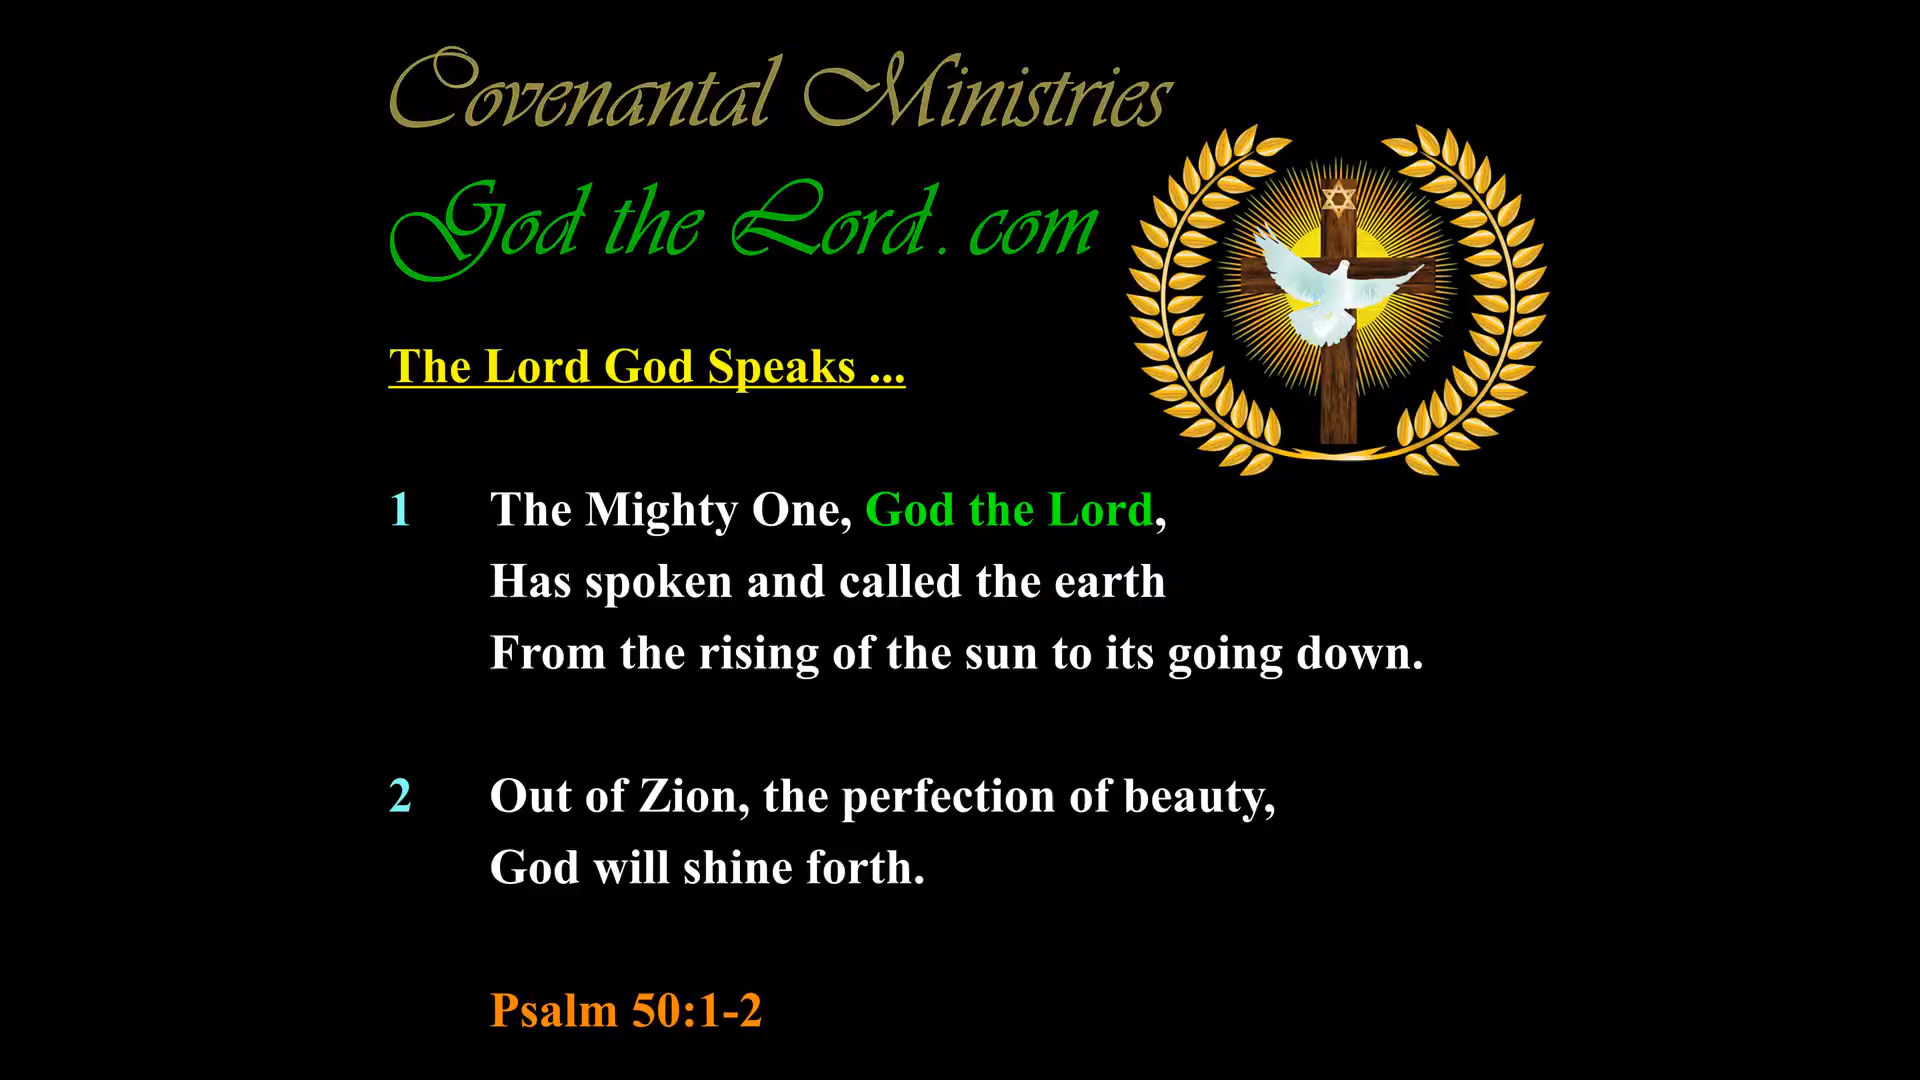 Covenantal Ministries
God the Lord.com
The Lord God Speaks ...
1 The Mighty One, God the Lord,
Has spoken and called the earth
From the rising of the sun to its going down.
2 Out of Zion, the perfection of beauty,
God will shine forth.
Psalm 50:1-2